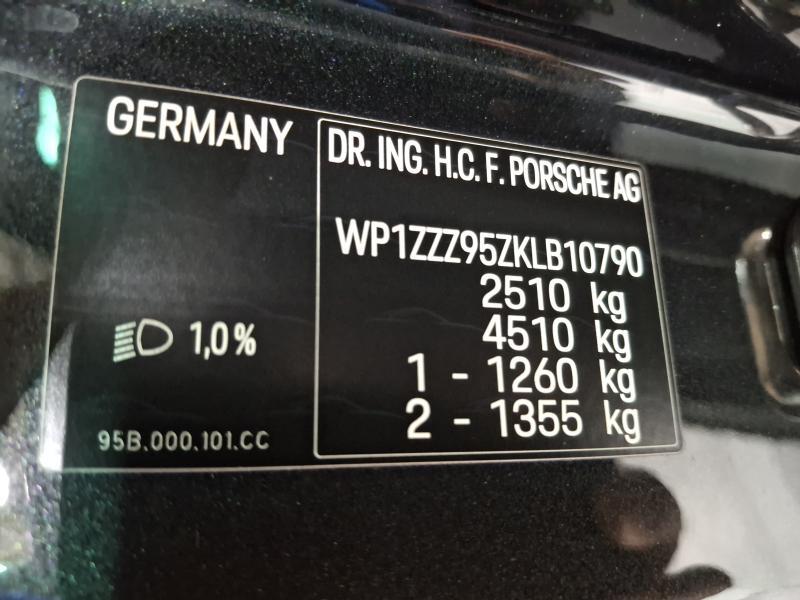 GERMANY
DR. ING. H.C. F. PORSCHE AG
WP1ZZZ95ZKLB10790
2510 kg
4510 kg
1 - 1260 kg
2 - 1355 kg
1,0%
95B.000.101.CC